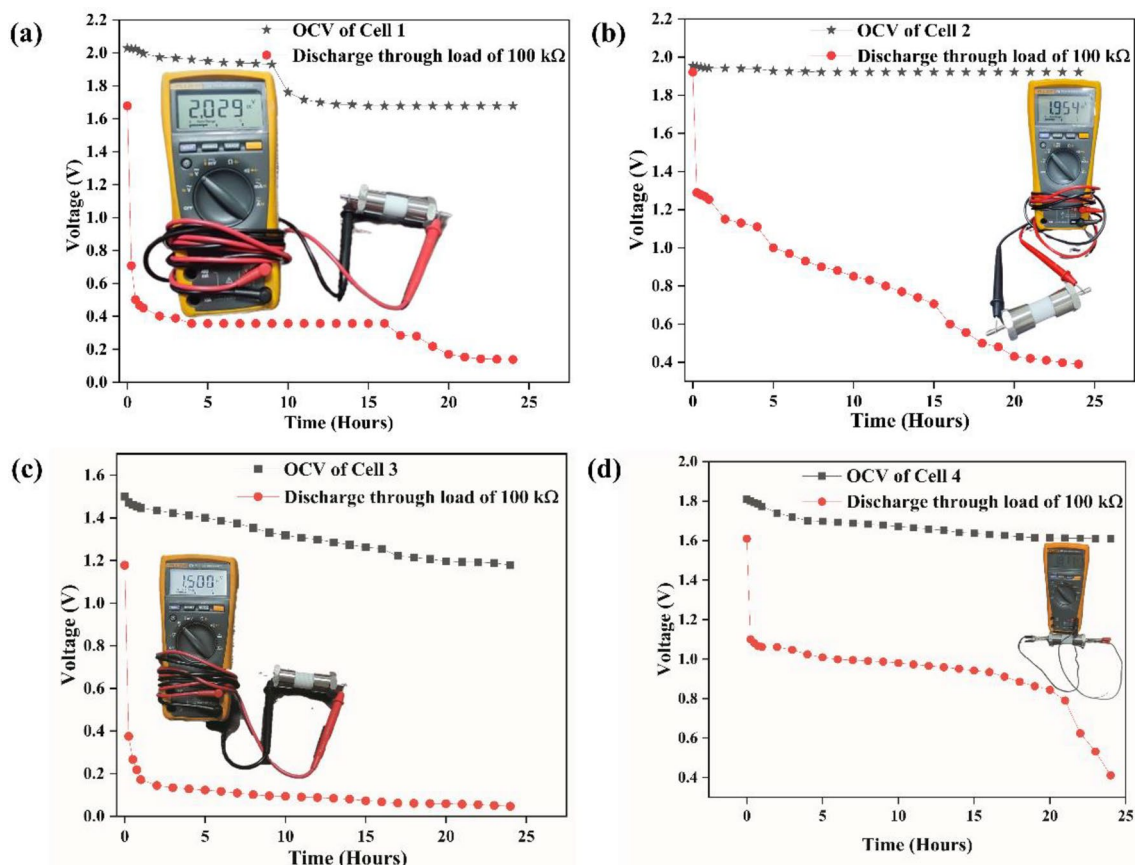 (a)
OCV of Cell 1
Discharge through load of 100 kΩ
2.2
2.0
1.8
1.6
1.4
1.2
1.0
0.8
0.6
0.4
0.2
0.0
Voltage (V)
2.029
0 5 10 15 20 25
Time (Hours)
(b)
OCV of Cell 2
Discharge through load of 100 kΩ
2.2
2.0
1.8
1.6
1.4
1.2
1.0
0.8
0.6
0.4
Voltage (V)
1.954
0 5 10 15 20 25
Time (Hours)
(c)
OCV of Cell 3
Discharge through load of 100 kΩ
1.6
1.4
1.2
1.0
0.8
0.6
0.4
0.2
0.0
Voltage (V)
1.500
0 5 10 15 20 25
Time (Hours)
(d)
OCV of Cell 4
Discharge through load of 100 kΩ
2.0
1.8
1.6
1.4
1.2
1.0
0.8
0.6
0.4
Voltage (V)
0 5 10 15 20 25
Time (Hours)